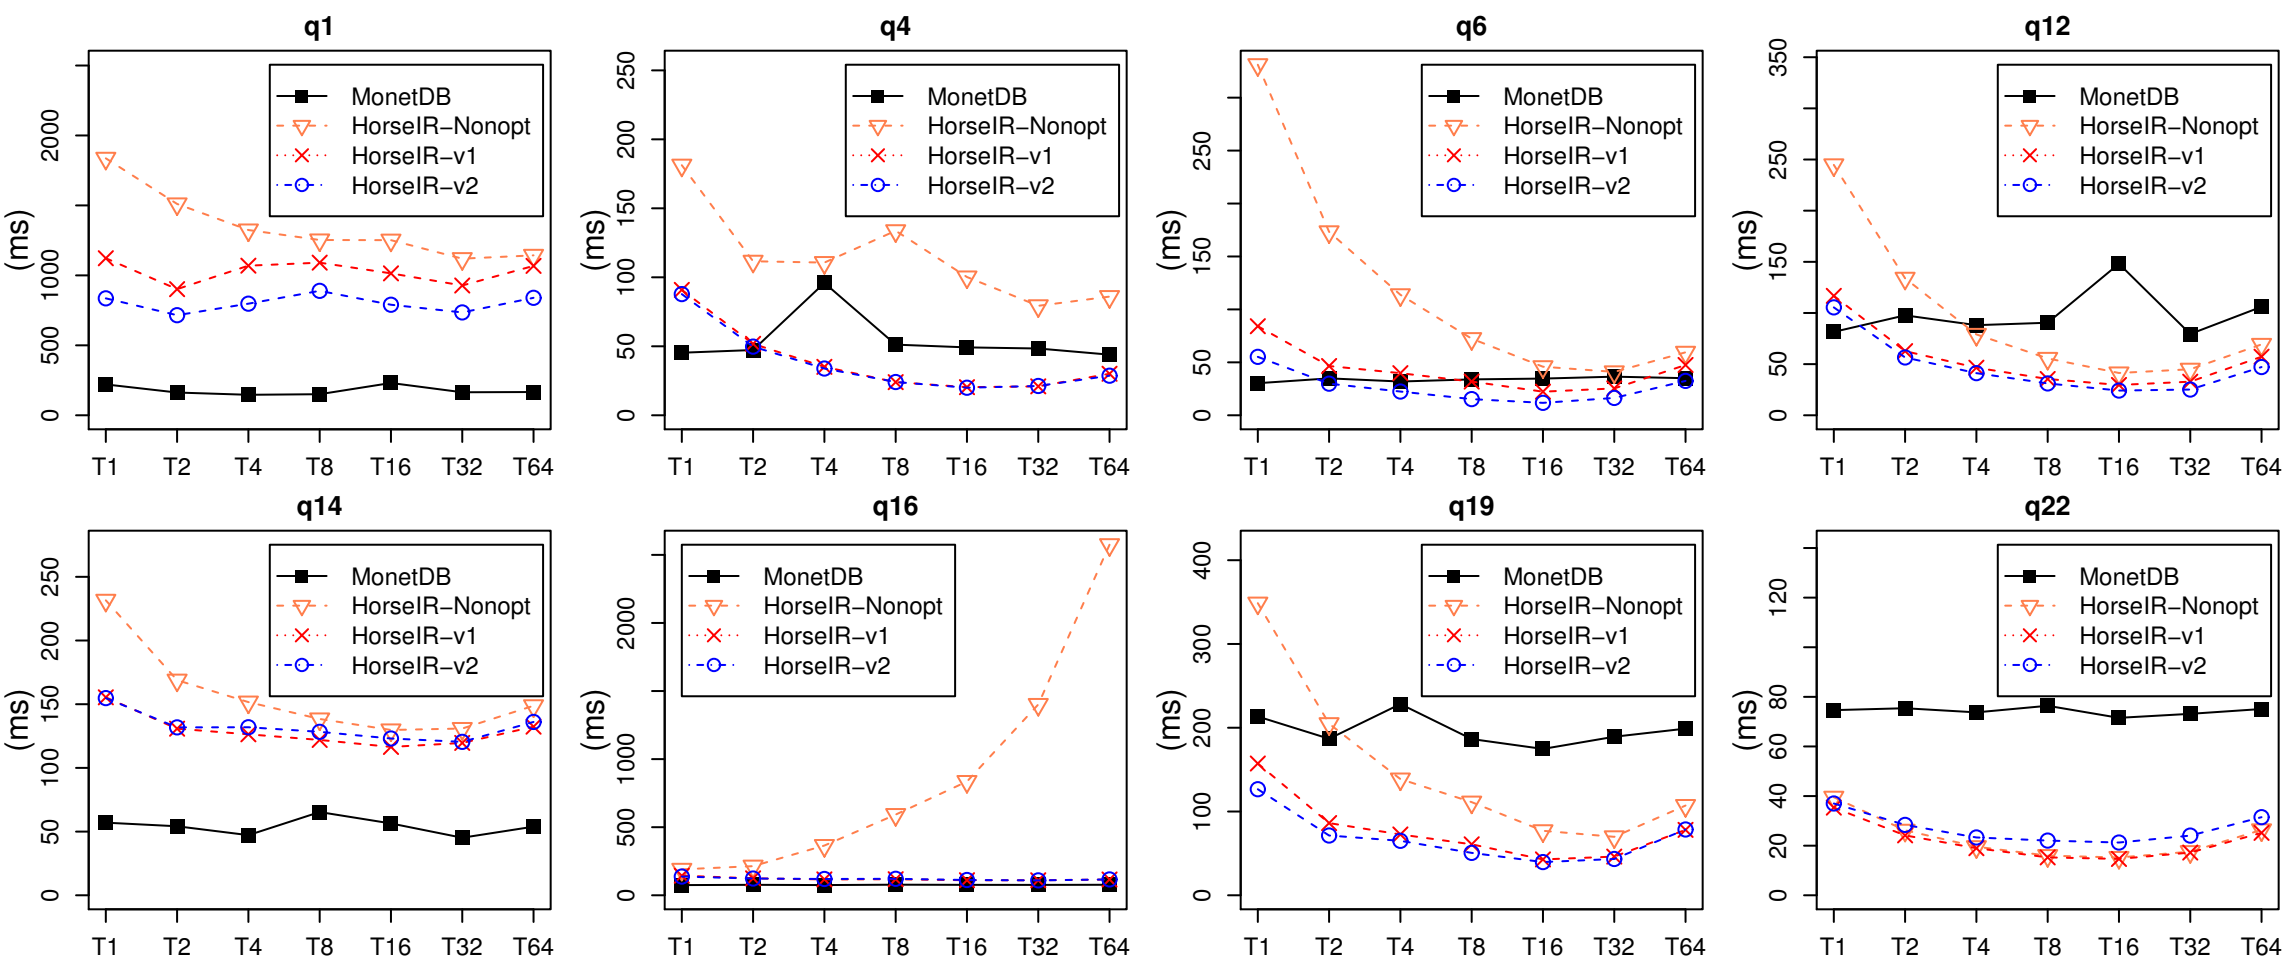 q1
2000
1000
500
0
(ms)
MonetDB
HorseIR−Nonopt
HorseIR−v1
HorseIR−v2
T1 T2 T4 T8 T16 T32 T64
q4
250
200
150
100
50
0
(ms)
MonetDB
HorseIR−Nonopt
HorseIR−v1
HorseIR−v2
T1 T2 T4 T8 T16 T32 T64
q6
250
150
50
0
(ms)
MonetDB
HorseIR−Nonopt
HorseIR−v1
HorseIR−v2
T1 T2 T4 T8 T16 T32 T64
q12
350
250
150
50
0
(ms)
MonetDB
HorseIR−Nonopt
HorseIR−v1
HorseIR−v2
T1 T2 T4 T8 T16 T32 T64
q14
250
200
150
100
50
0
(ms)
MonetDB
HorseIR−Nonopt
HorseIR−v1
HorseIR−v2
T1 T2 T4 T8 T16 T32 T64
q16
2000
1000
500
0
(ms)
MonetDB
HorseIR−Nonopt
HorseIR−v1
HorseIR−v2
T1 T2 T4 T8 T16 T32 T64
q19
400
300
200
100
0
(ms)
MonetDB
HorseIR−Nonopt
HorseIR−v1
HorseIR−v2
T1 T2 T4 T8 T16 T32 T64
q22
120
80
60
40
20
0
(ms)
MonetDB
HorseIR−Nonopt
HorseIR−v1
HorseIR−v2
T1 T2 T4 T8 T16 T32 T64